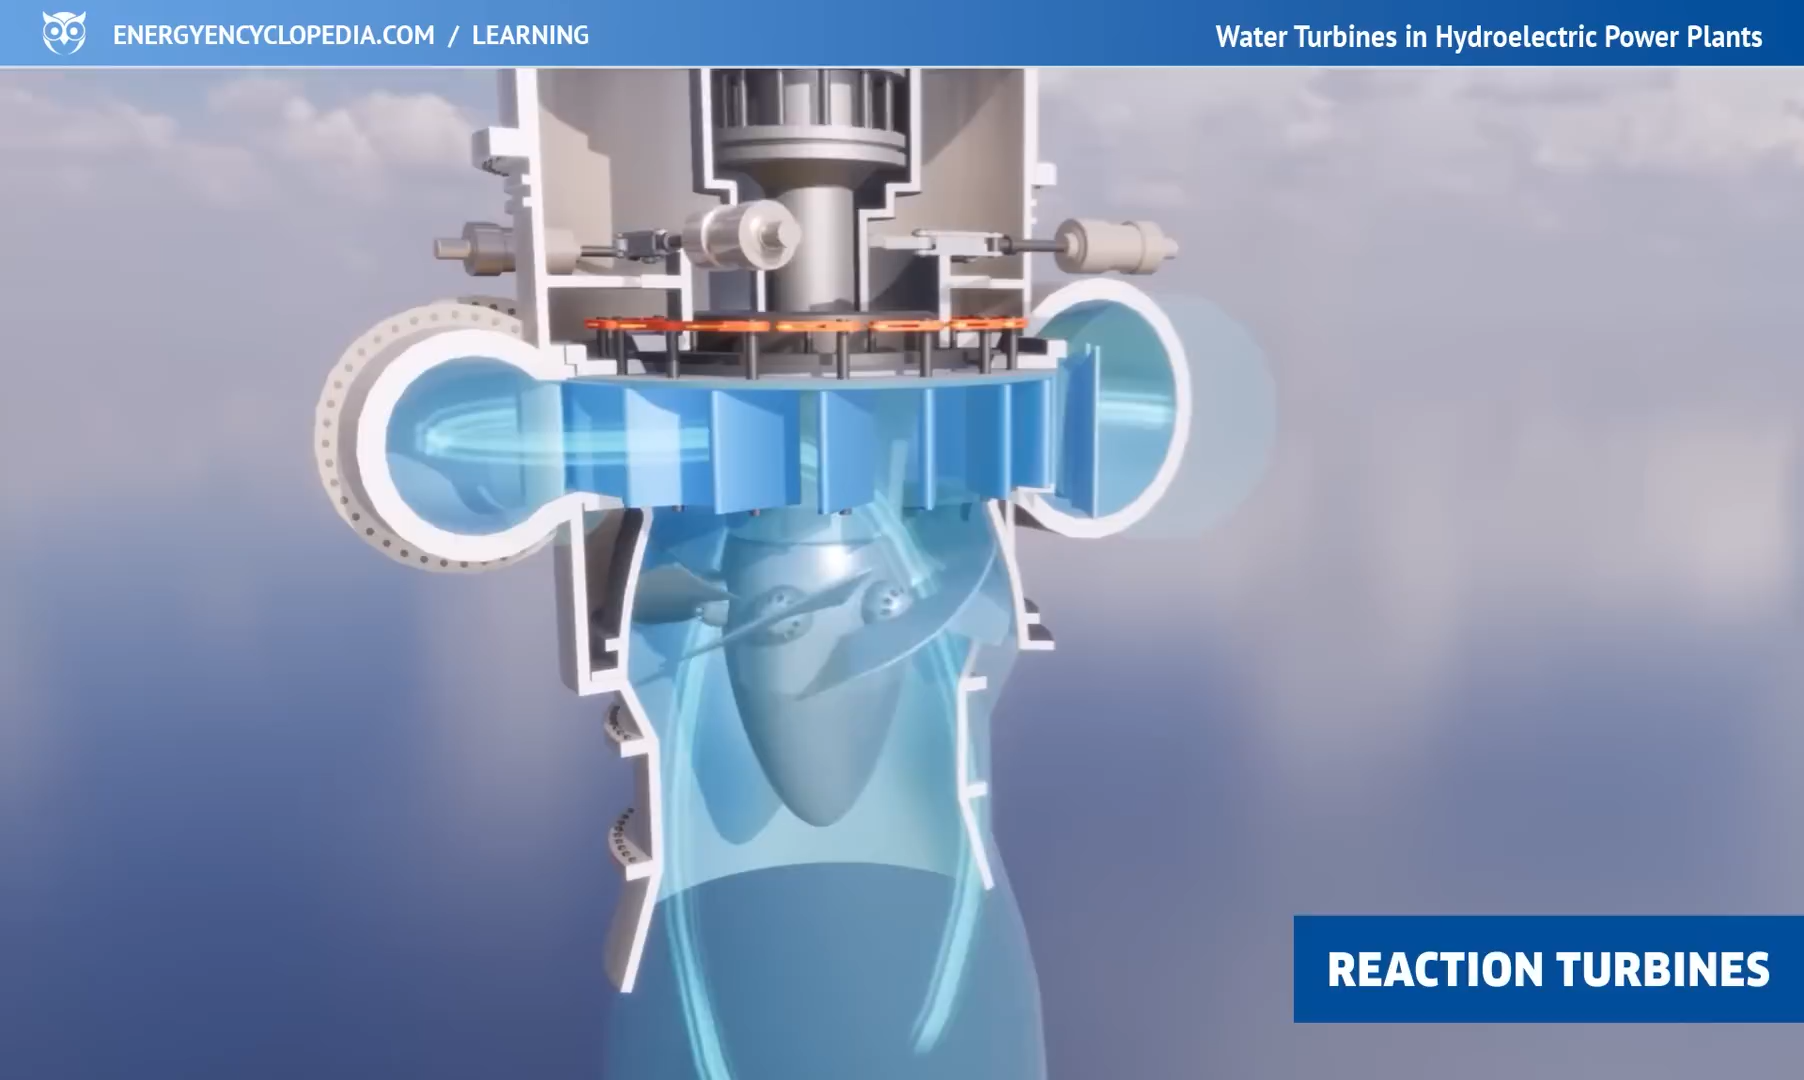 ENERGYENCYCLOPEDIA.COM / LEARNING
Water Turbines in Hydroelectric Power Plants
REACTION TURBINES